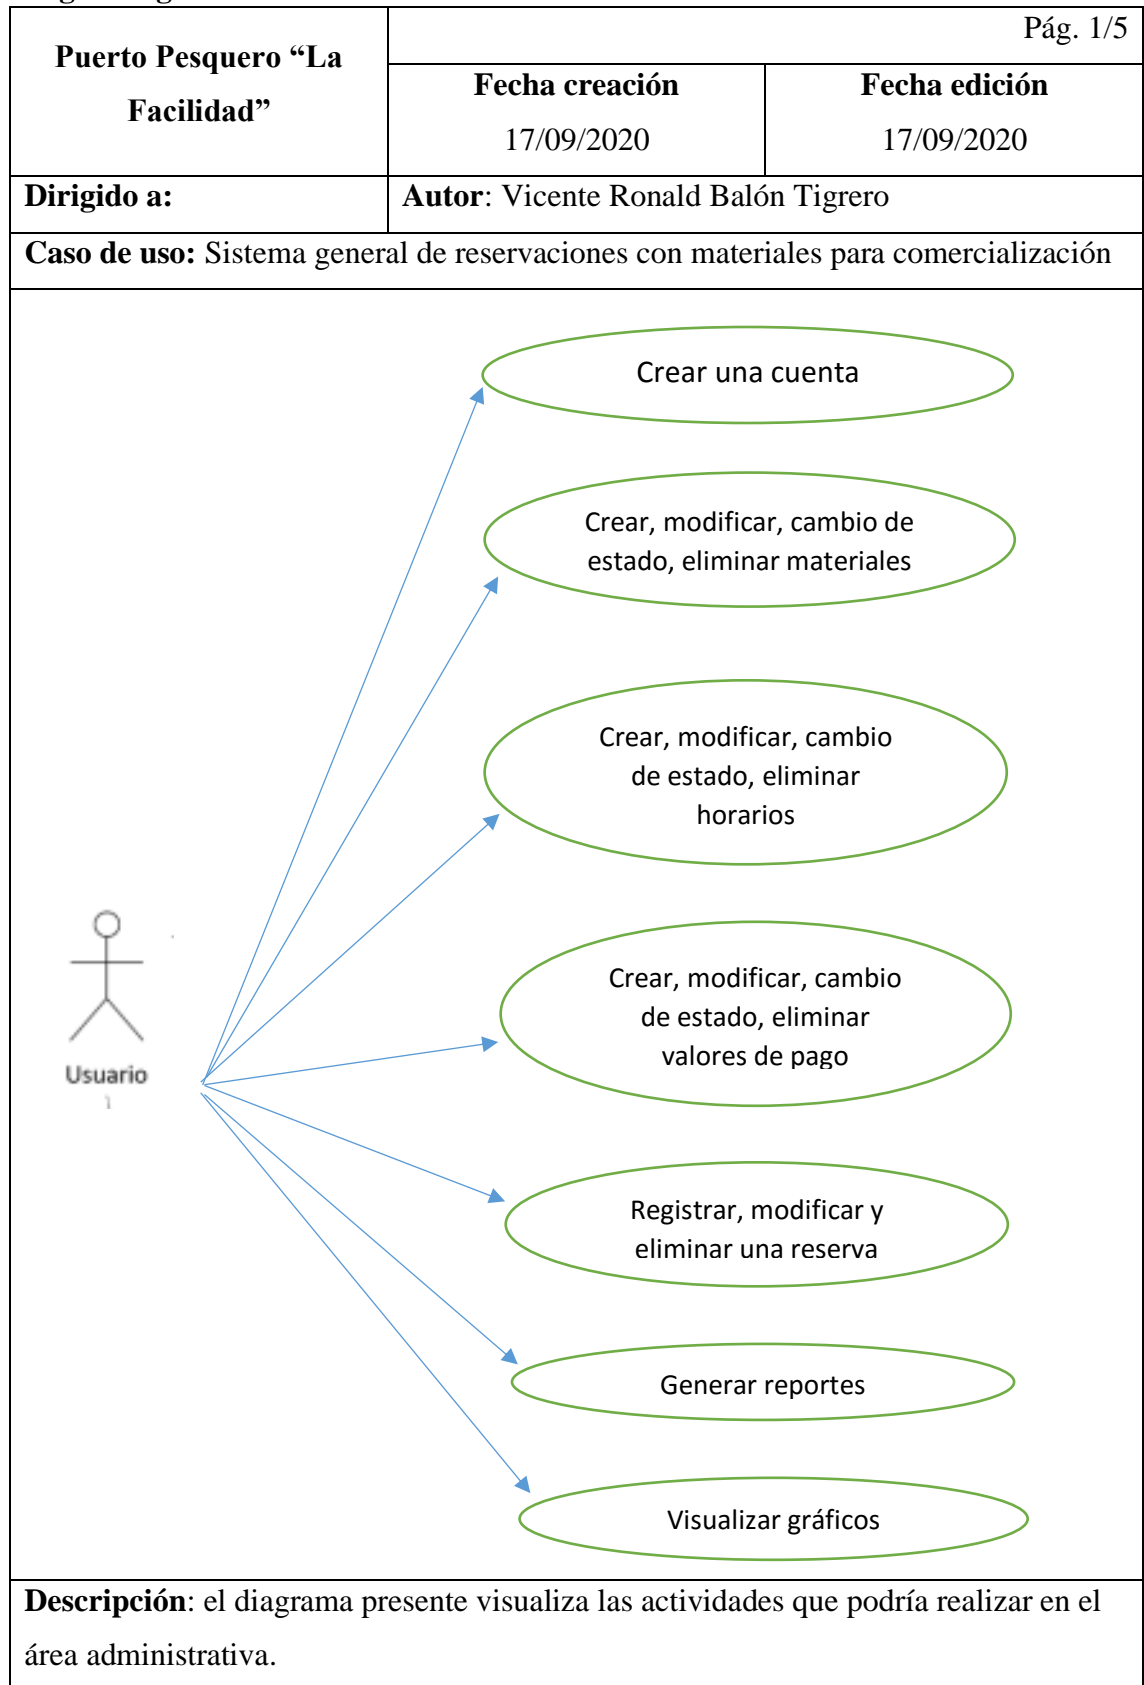 Pág. 1/5
Puerto Pesquero “La
Facilidad”
Fecha creación
17/09/2020
Fecha edición
17/09/2020
Dirigido a:
Autor: Vicente Ronald Balón Tigrero
Caso de uso: Sistema general de reservaciones con materiales para comercialización
Crear una cuenta
Crear, modificar, cambio de
estado, eliminar materiales
Crear, modificar, cambio
de estado, eliminar
horarios
Crear, modificar, cambio
de estado, eliminar
valores de pago
Usuario
1
Registrar, modificar y
eliminar una reserva
Generar reportes
Visualizar gráficos
Descripción: el diagrama presente visualiza las actividades que podría realizar en el
área administrativa.